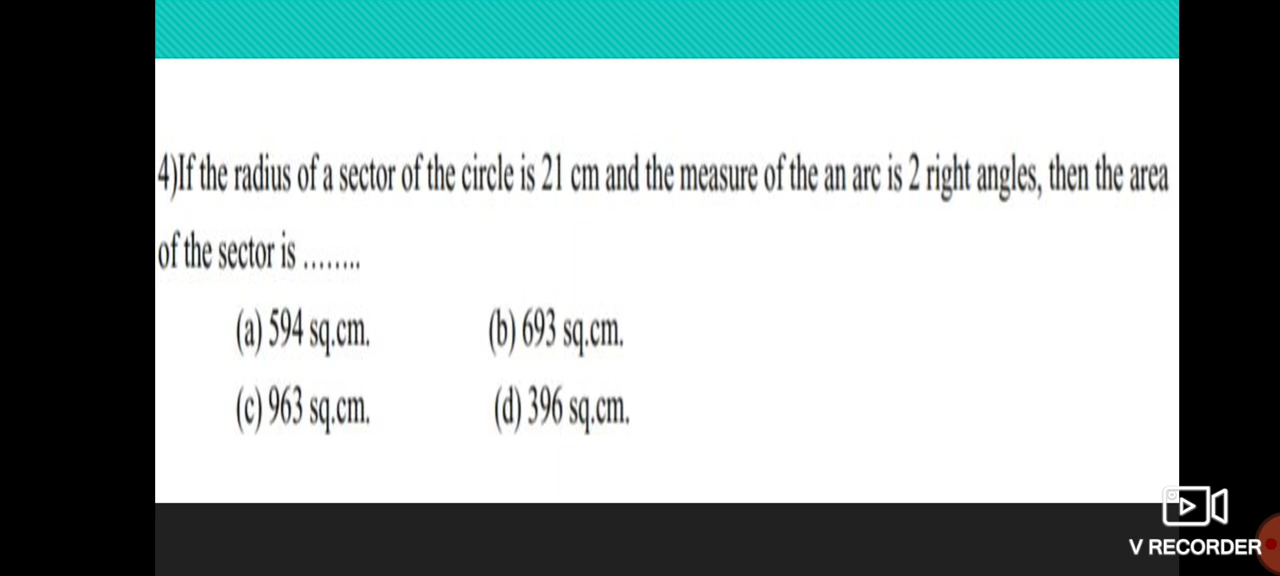 4)If the radius of a sector of the circle is 21 cm and the measure of the an arc is 2 right angles, then the area
of the sector is ........
(a) 594 sq.cm. (b) 693 sq.cm.
(c) 963 sq.cm. (d) 396 sq.cm.
V RECORDER